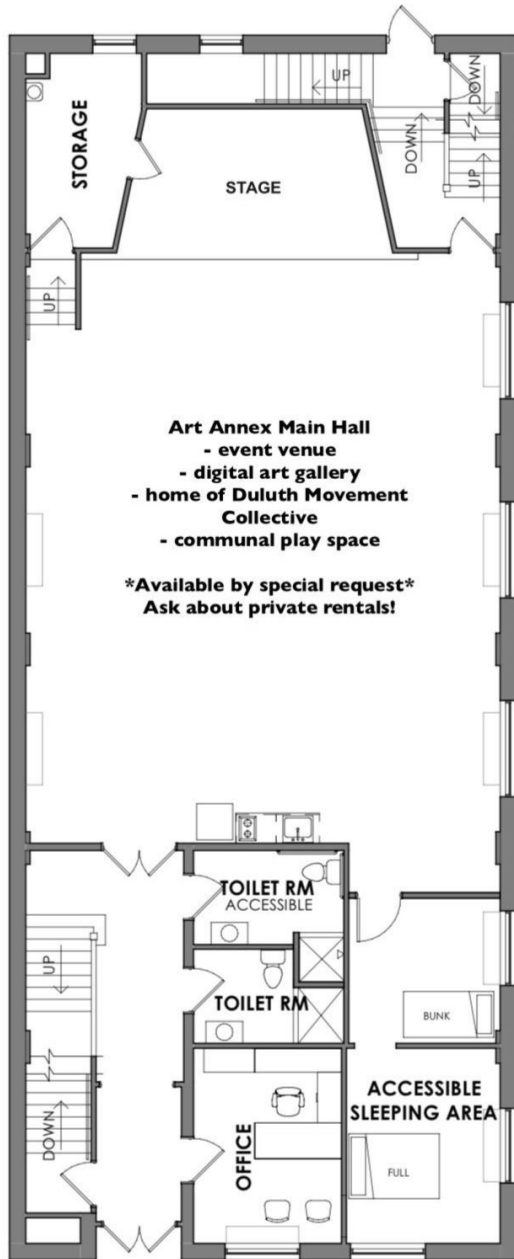 UP
DOWN
DOWN
UP
STORAGE
STAGE
UP
Art Annex Main Hall
- event venue
- digital art gallery
- home of Duluth Movement
Collective
- communal play space
*Available by special request*
Ask about private rentals!
TOILET RM
ACCESSIBLE
UP
TOILET RM
BUNK
DOWN
OFFICE
ACCESSIBLE
SLEEPING AREA
FULL